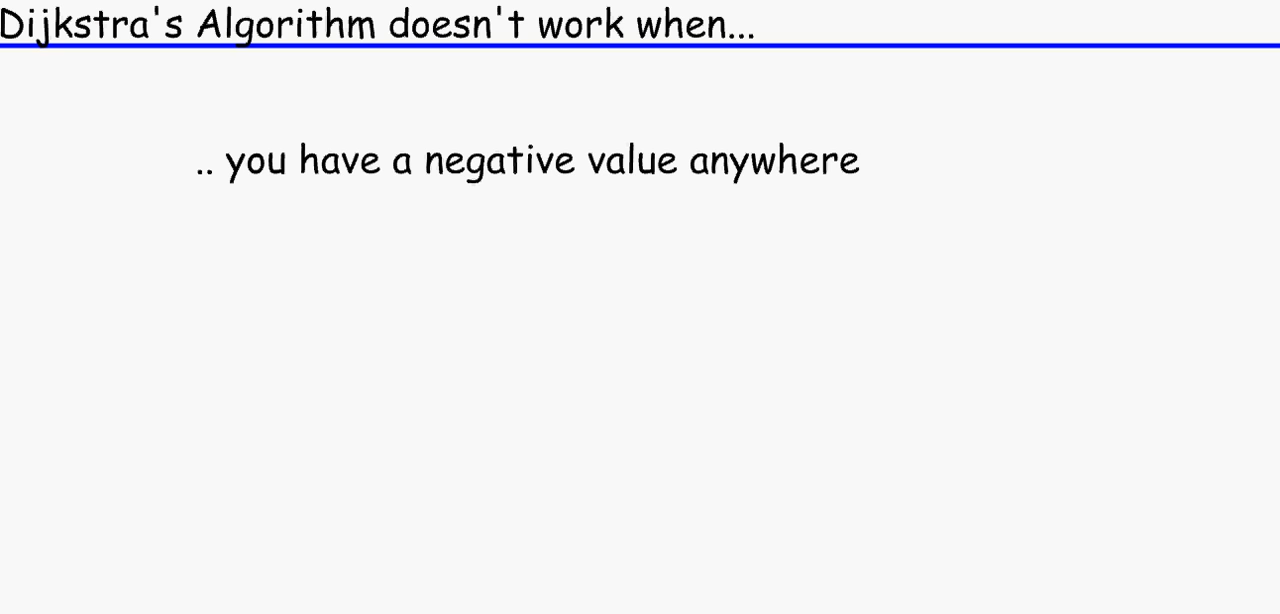 Dijkstra's Algorithm doesn't work when...
.. you have a negative value anywhere